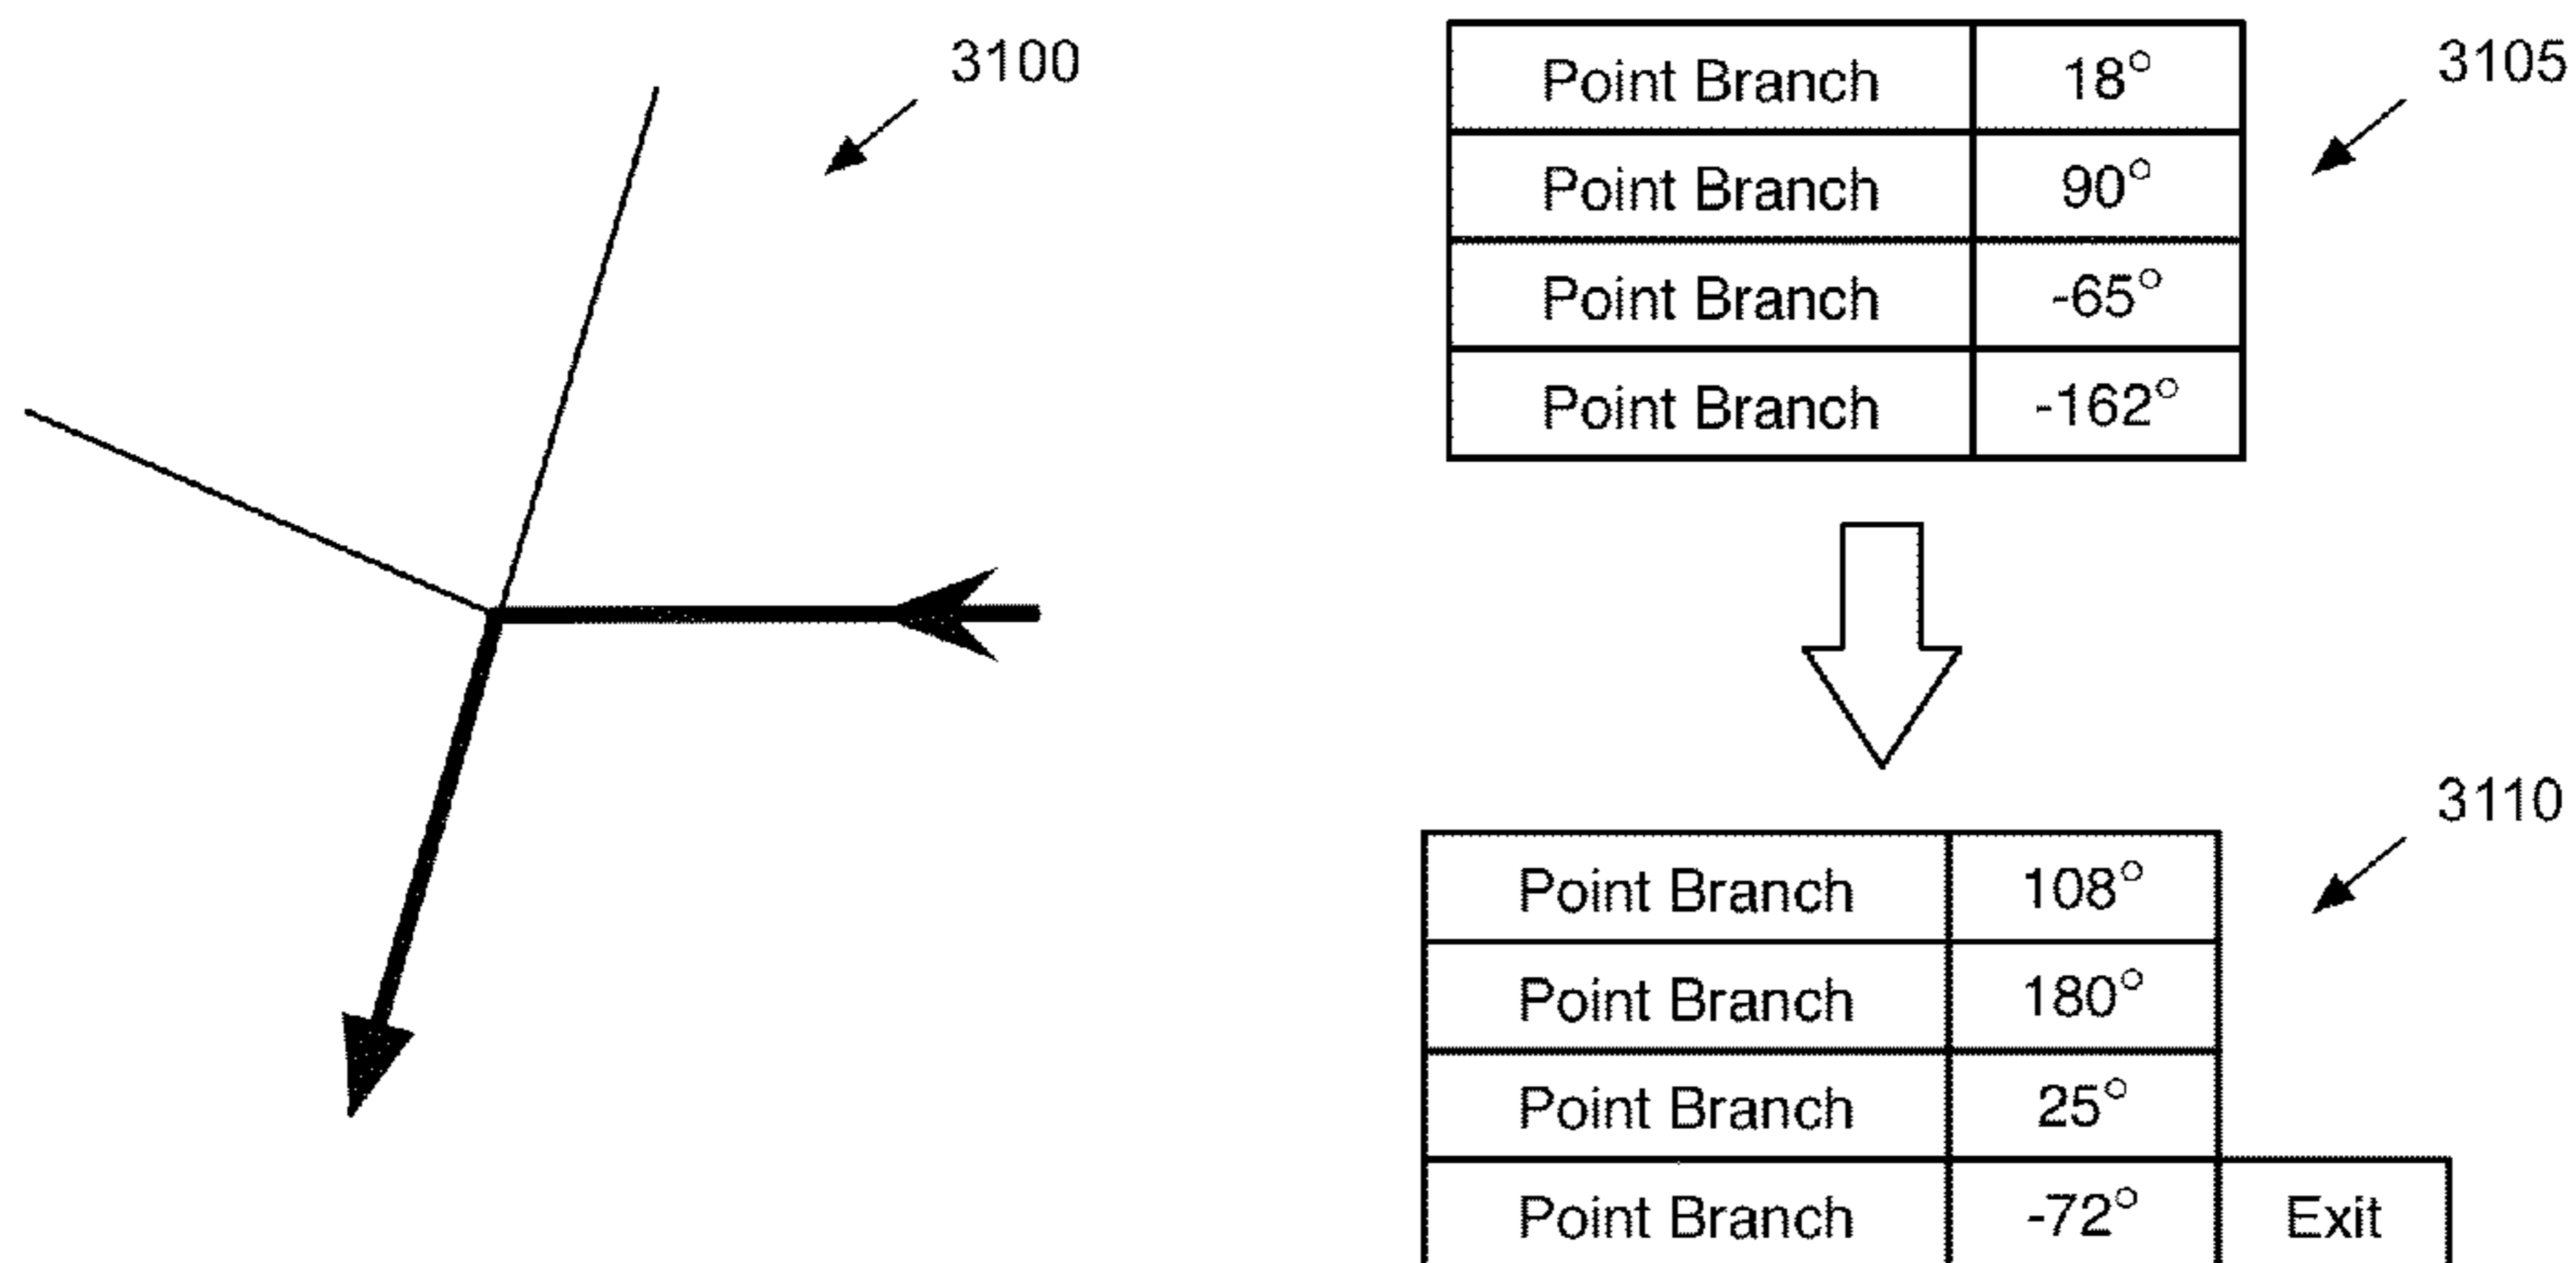 3100
Point Branch 18°
3105
Point Branch 90°
Point Branch -65°
Point Branch -162°
3110
Point Branch 108°
Point Branch 180°
Point Branch 25°
Point Branch -72° Exit